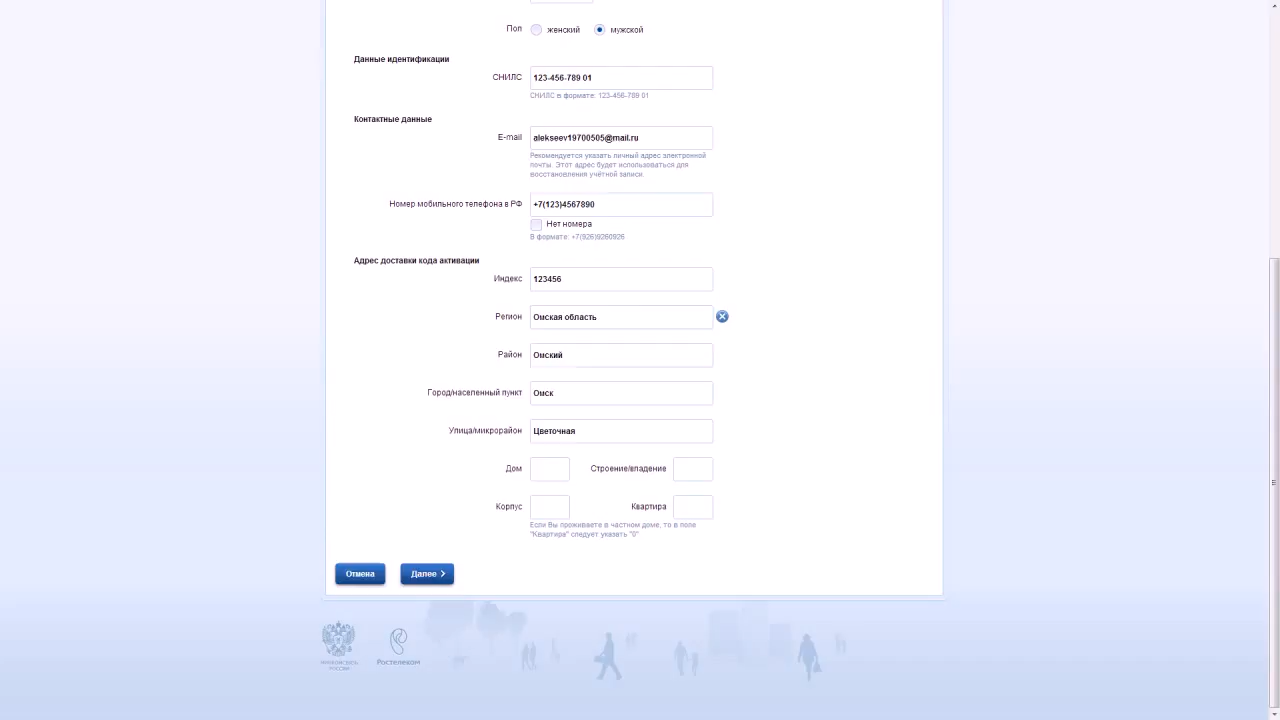 Пол женский мужской
Данные идентификации
СНИЛС 123-456-789 01
СНИЛС в формате: 123-456-789 01
Контактные данные
E-mail alekseev19700505@mail.ru
Рекомендуется указать личный адрес электронной
почты. Этот адрес будет использоваться для
восстановления учётной записи.
Номер мобильного телефона в РФ +7(123)4567890
Нет номера
В формате: +7(926)9260926
Адрес доставки кода активации
Индекс 123456
Регион Омская область
Район Омский
Город/населенный пункт Омск
Улица/микрорайон Цветочная
Дом Строение/владение
Корпус Квартира
Если Вы проживаете в частном доме, то в поле
"Квартира" следует указать "0"
Отмена Далее
Ростелеком